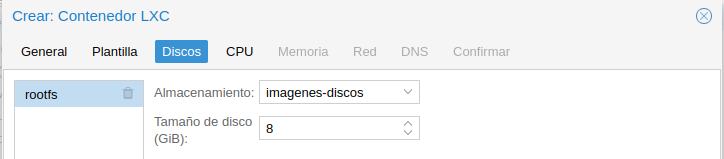 Crear: Contenedor LXC
General Plantilla Discos CPU Memoria Red DNS Confirmar
rootfs
Almacenamiento: imagenes-discos
Tamaño de disco
(GiB): 8